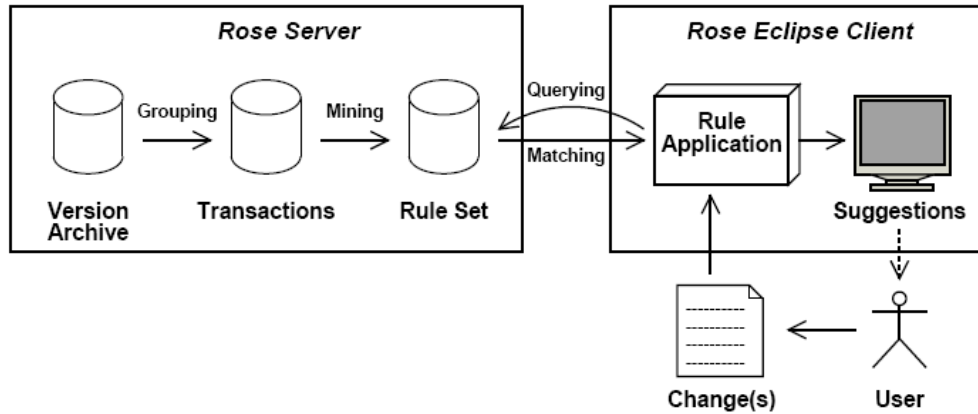 Rose Server
Rose Eclipse Client
Grouping
Mining
Querying
Matching
Rule
Application
Version
Archive
Transactions
Rule Set
Suggestions
Change(s)
User